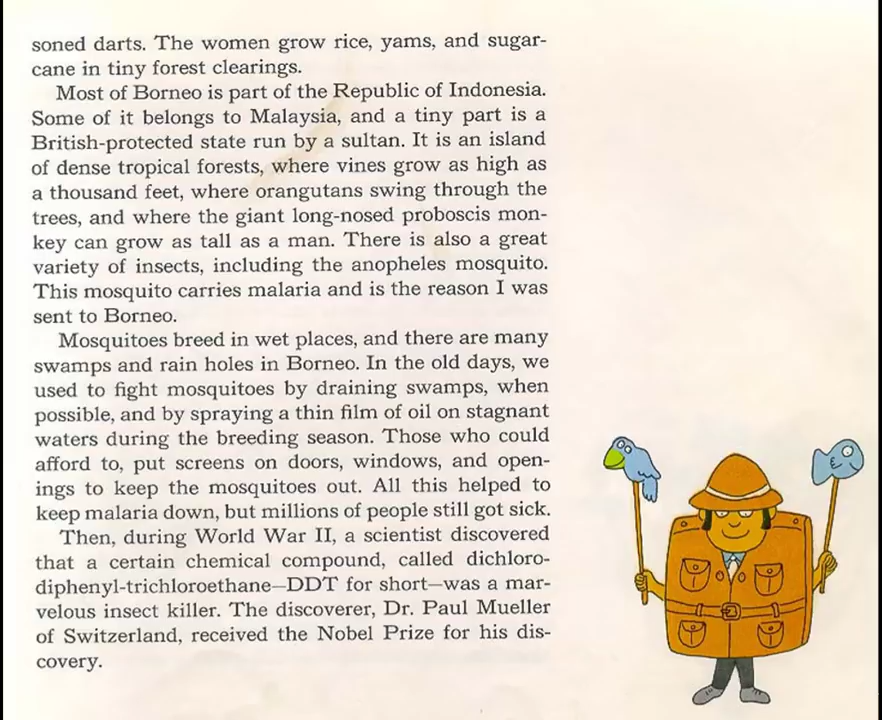 soned darts. The women grow rice, yams, and sugar-
cane in tiny forest clearings.
Most of Borneo is part of the Republic of Indonesia.
Some of it belongs to Malaysia, and a tiny part is a
British-protected state run by a sultan. It is an island
of dense tropical forests, where vines grow as high as
a thousand feet, where orangutans swing through the
trees, and where the giant long-nosed proboscis mon-
key can grow as tall as a man. There is also a great
variety of insects, including the anopheles mosquito.
This mosquito carries malaria and is the reason I was
sent to Borneo.
Mosquitoes breed in wet places, and there are many
swamps and rain holes in Borneo. In the old days, we
used to fight mosquitoes by draining swamps, when
possible, and by spraying a thin film of oil on stagnant
waters during the breeding season. Those who could
afford to, put screens on doors, windows, and open-
ings to keep the mosquitoes out. All this helped to
keep malaria down, but millions of people still got sick.
Then, during World War II, a scientist discovered
that a certain chemical compound, called dichloro-
diphenyl-trichloroethane—DDT for short—was a mar-
velous insect killer. The discoverer, Dr. Paul Mueller
of Switzerland, received the Nobel Prize for his dis-
covery.